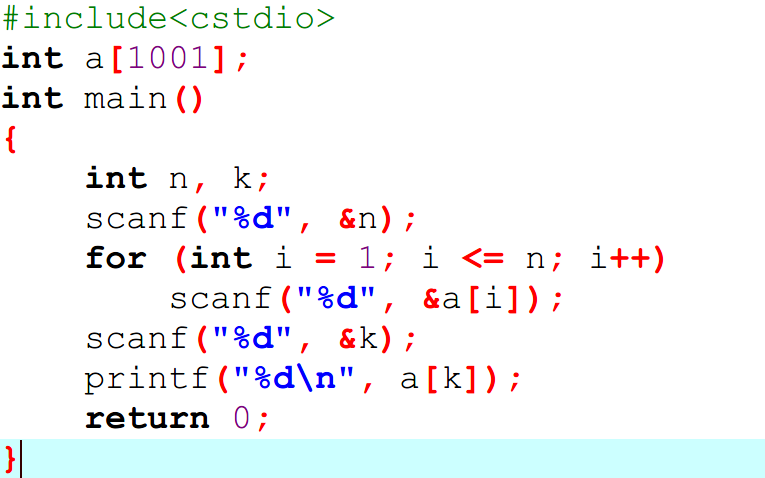 #include<cstdio>
int a[1001];
int main()
{
    int n, k;
    scanf("%d", &n);
    for (int i = 1; i <= n; i++)
        scanf("%d", &a[i]);
    scanf("%d", &k);
    printf("%d\n", a[k]);
    return 0;
}